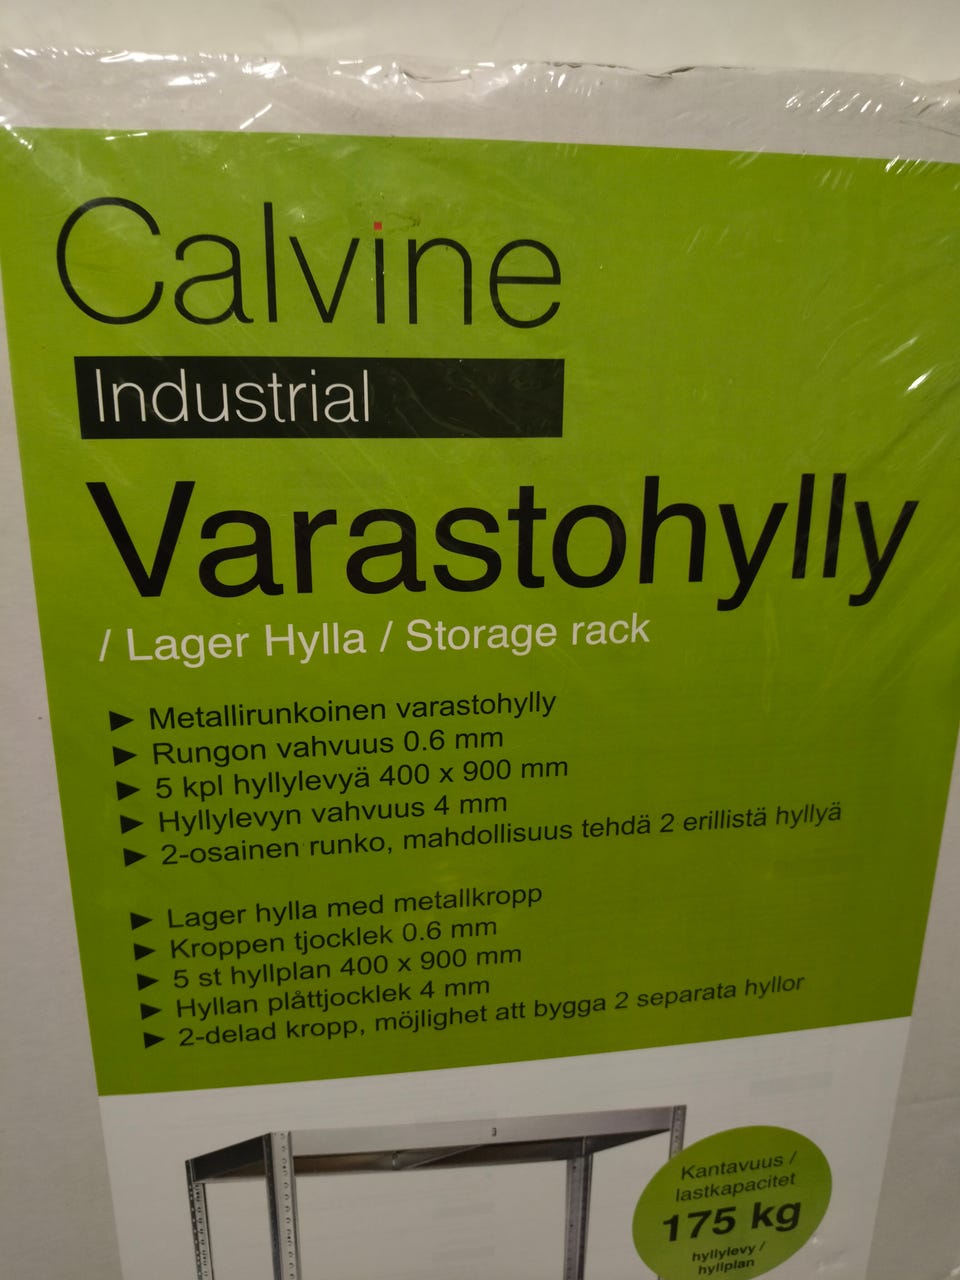 Calvine
Industrial
Varastohylly
/ Lager Hylla / Storage rack
► Metallirunkoinen varastohylly
► Rungon vahvuus 0.6 mm
► 5 kpl hyllylevyä 400 x 900 mm
► Hyllylevyn vahvuus 4 mm
► 2-osainen runko, mahdollisuus tehdä 2 erillistä hyllyä
► Lager hylla med metallkropp
► Kroppen tjocklek 0.6 mm
► 5 st hyllplan 400 x 900 mm
► Hyllan plåttjocklek 4 mm
► 2-delad kropp, möjlighet att bygga 2 separata hyllor
Kantavuus /
lastkapacitet
175 kg
hyllylevy /
hyllplan